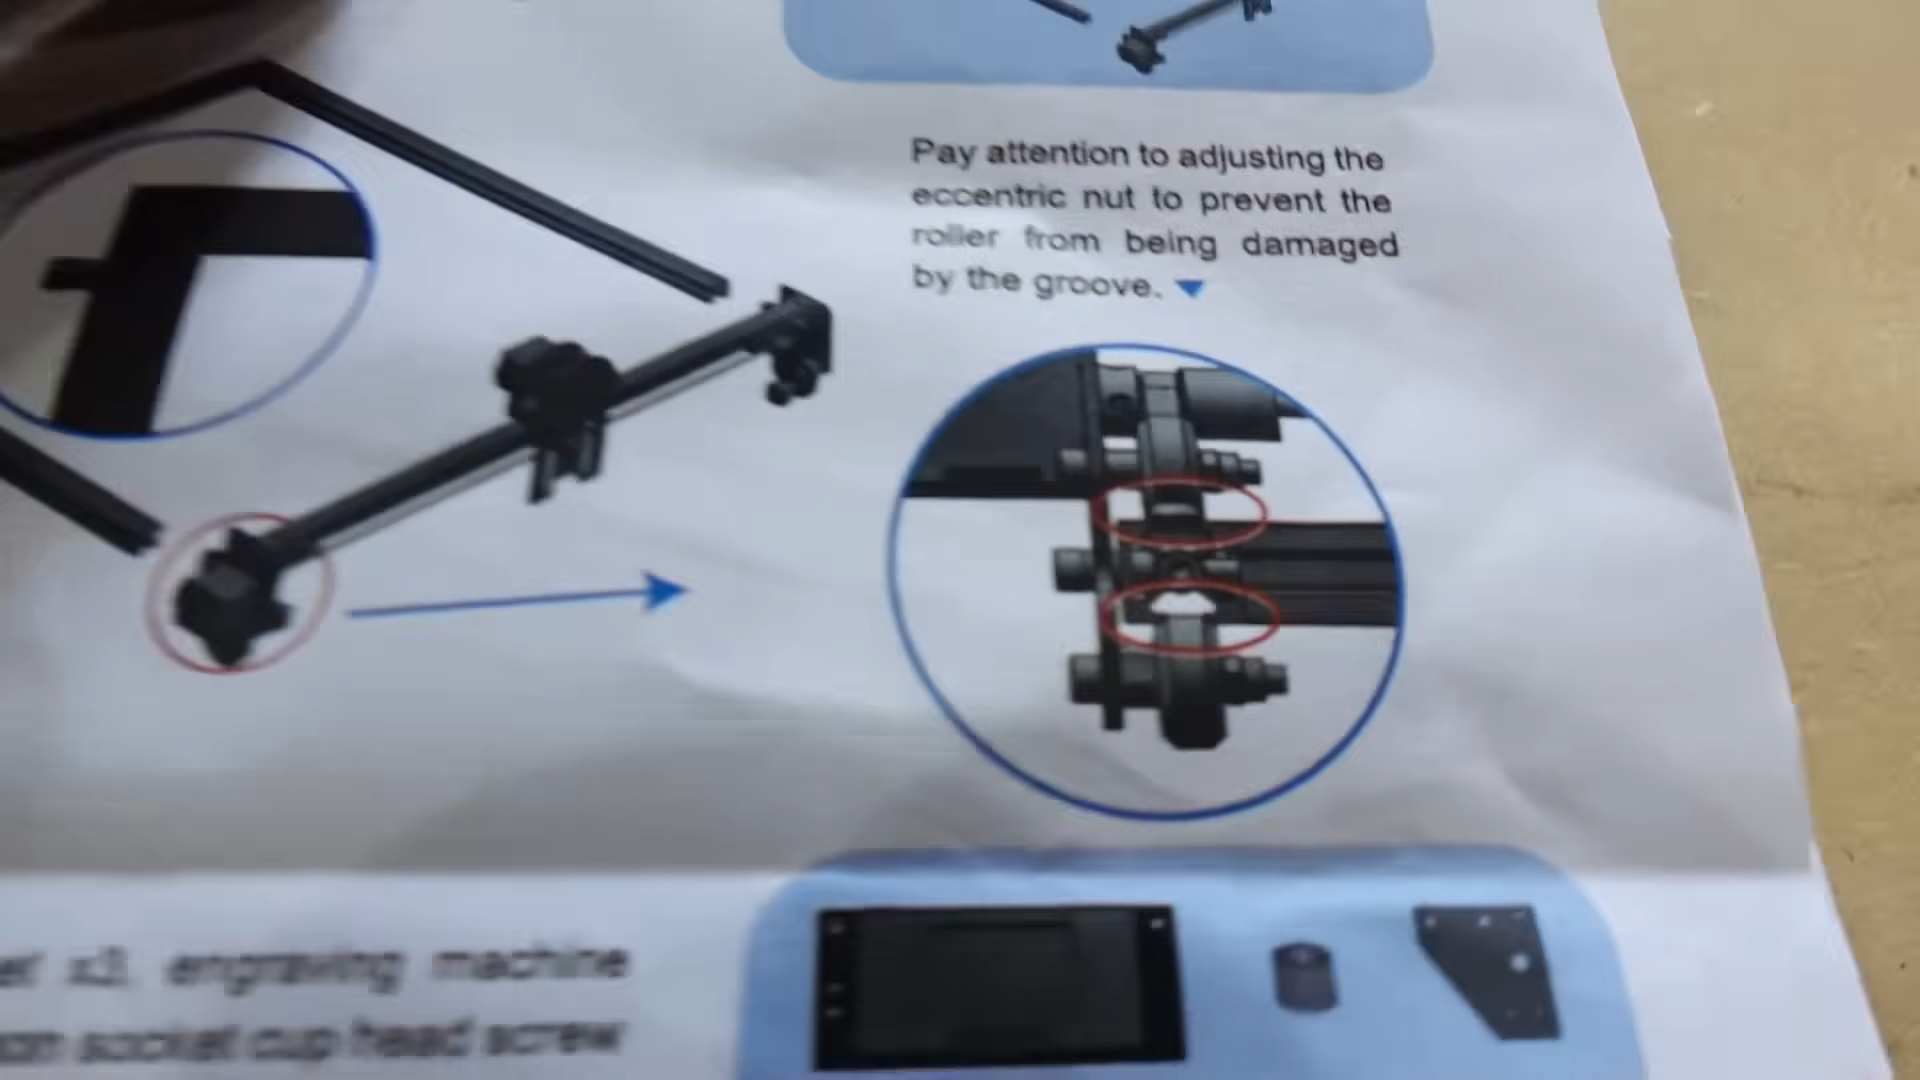 Pay attention to adjusting the
eccentric nut to prevent the
roller from being damaged
by the groove.
x3, engraving machine
socket cup head screw